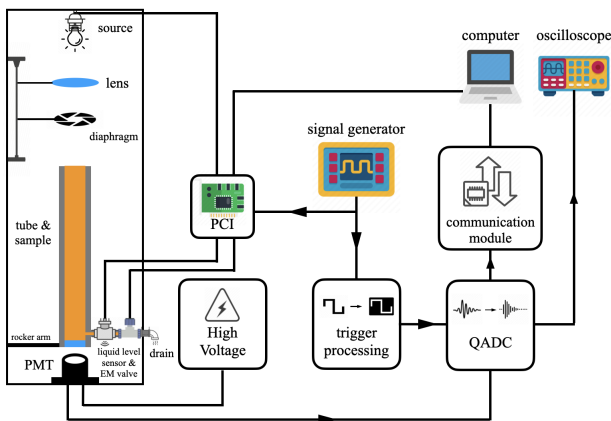 source
lens
diaphragm
tube &
sample
rocker arm
PMT
liquid level
sensor &
EM valve
drain
PCI
High
Voltage
signal generator
trigger
processing
computer
oscilloscope
communication
module
QADC